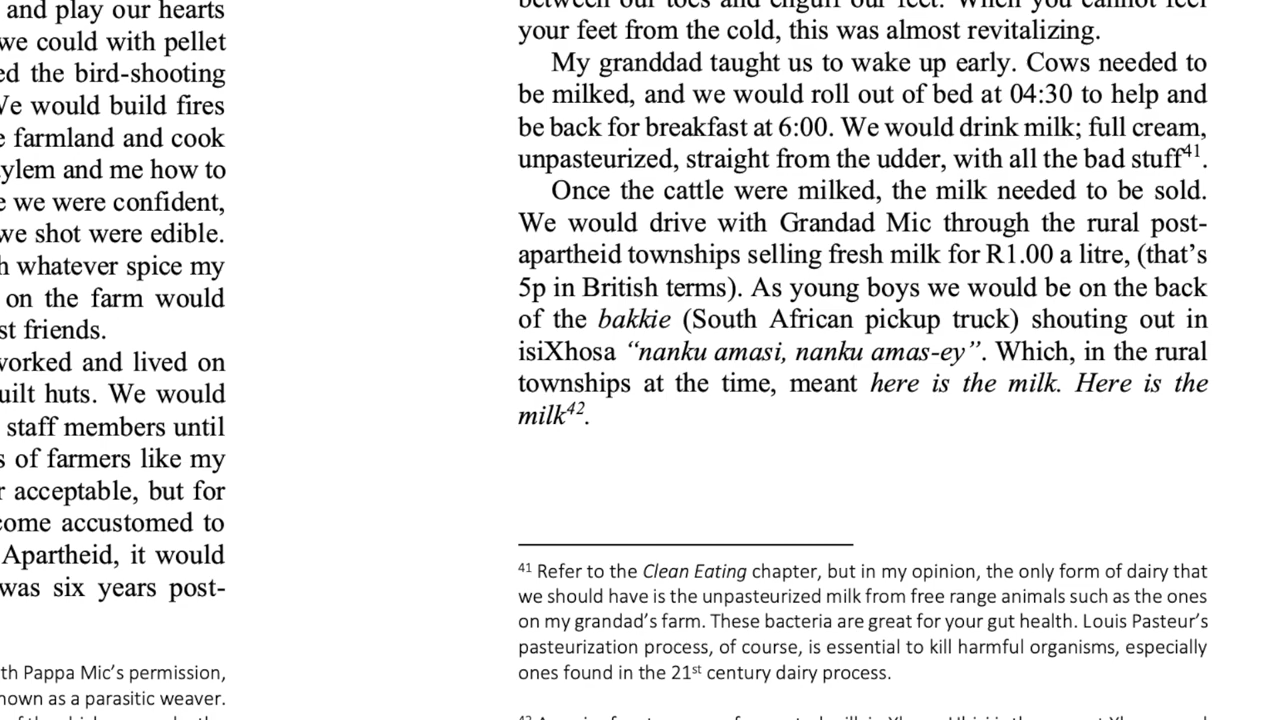 and play our hearts
we could with pellet
ed the bird-shooting
We would build fires
e farmland and cook
aylem and me how to
e we were confident,
we shot were edible.
h whatever spice my
on the farm would
st friends.
worked and lived on
uilt huts. We would
staff members until
s of farmers like my
r acceptable, but for
come accustomed to
Apartheid, it would
was six years post-
th Pappa Mic’s permission,
nown as a parasitic weaver.
between our toes and engulf our feet. When you cannot feel
your feet from the cold, this was almost revitalizing.
My granddad taught us to wake up early. Cows needed to
be milked, and we would roll out of bed at 04:30 to help and
be back for breakfast at 6:00. We would drink milk; full cream,
unpasteurized, straight from the udder, with all the bad stuff41.
Once the cattle were milked, the milk needed to be sold.
We would drive with Grandad Mic through the rural post-
apartheid townships selling fresh milk for R1.00 a litre, (that’s
5p in British terms). As young boys we would be on the back
of the bakkie (South African pickup truck) shouting out in
isiXhosa “nanku amasi, nanku amas-ey”. Which, in the rural
townships at the time, meant here is the milk. Here is the
milk42.
41 Refer to the Clean Eating chapter, but in my opinion, the only form of dairy that
we should have is the unpasteurized milk from free range animals such as the ones
on my grandad’s farm. These bacteria are great for your gut health. Louis Pasteur’s
pasteurization process, of course, is essential to kill harmful organisms, especially
ones found in the 21st century dairy process.